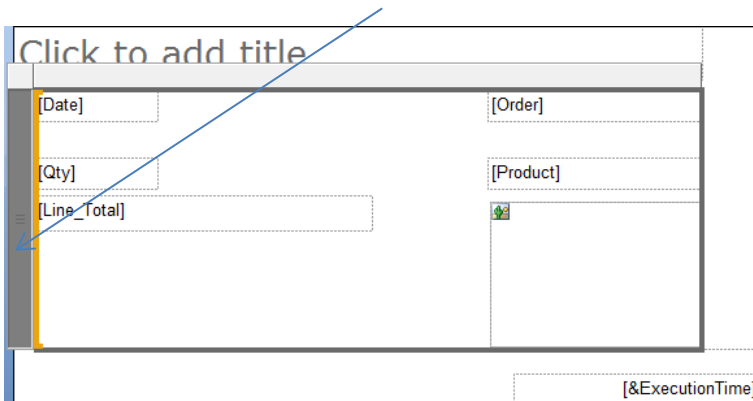 Click to add title
[Date] [Order]
[Qty] [Product]
[Line_Total]
[&ExecutionTime]